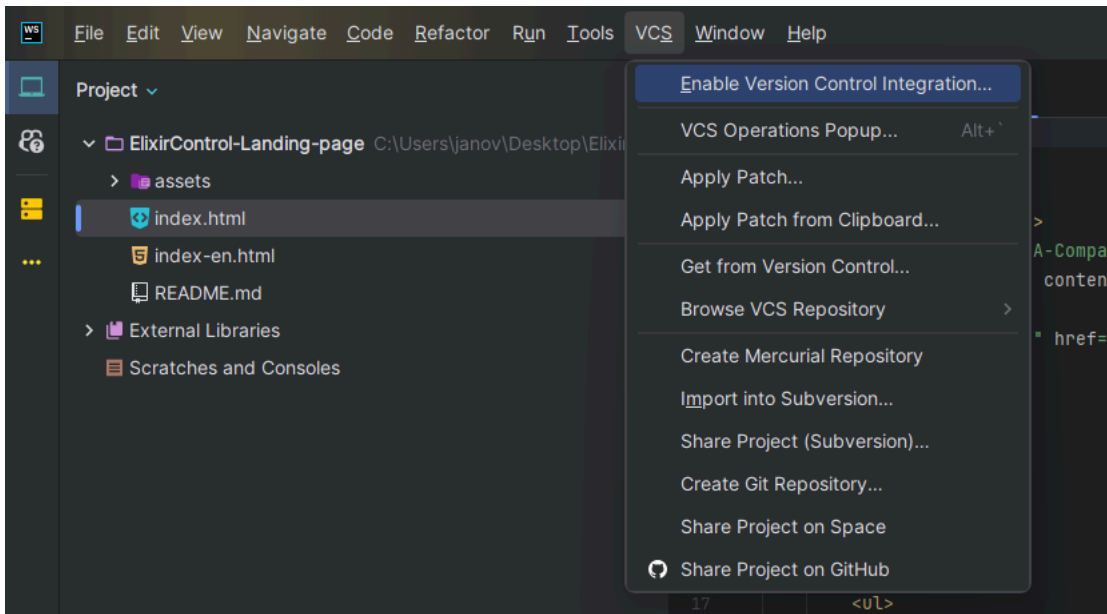 WS
File Edit View Navigate Code Refactor Run Tools VCS Window Help
Project
ElixirControl-Landing-page C:\Users\janov\Desktop\Elixi
assets
index.html
index-en.html
README.md
External Libraries
Scratches and Consoles
Enable Version Control Integration...
VCS Operations Popup... Alt+`
Apply Patch...
Apply Patch from Clipboard...
Get from Version Control...
Browse VCS Repository
Create Mercurial Repository
Import into Subversion...
Share Project (Subversion)...
Create Git Repository...
Share Project on Space
Share Project on GitHub
>
A-Compa
conten
" href=
17 <ul>